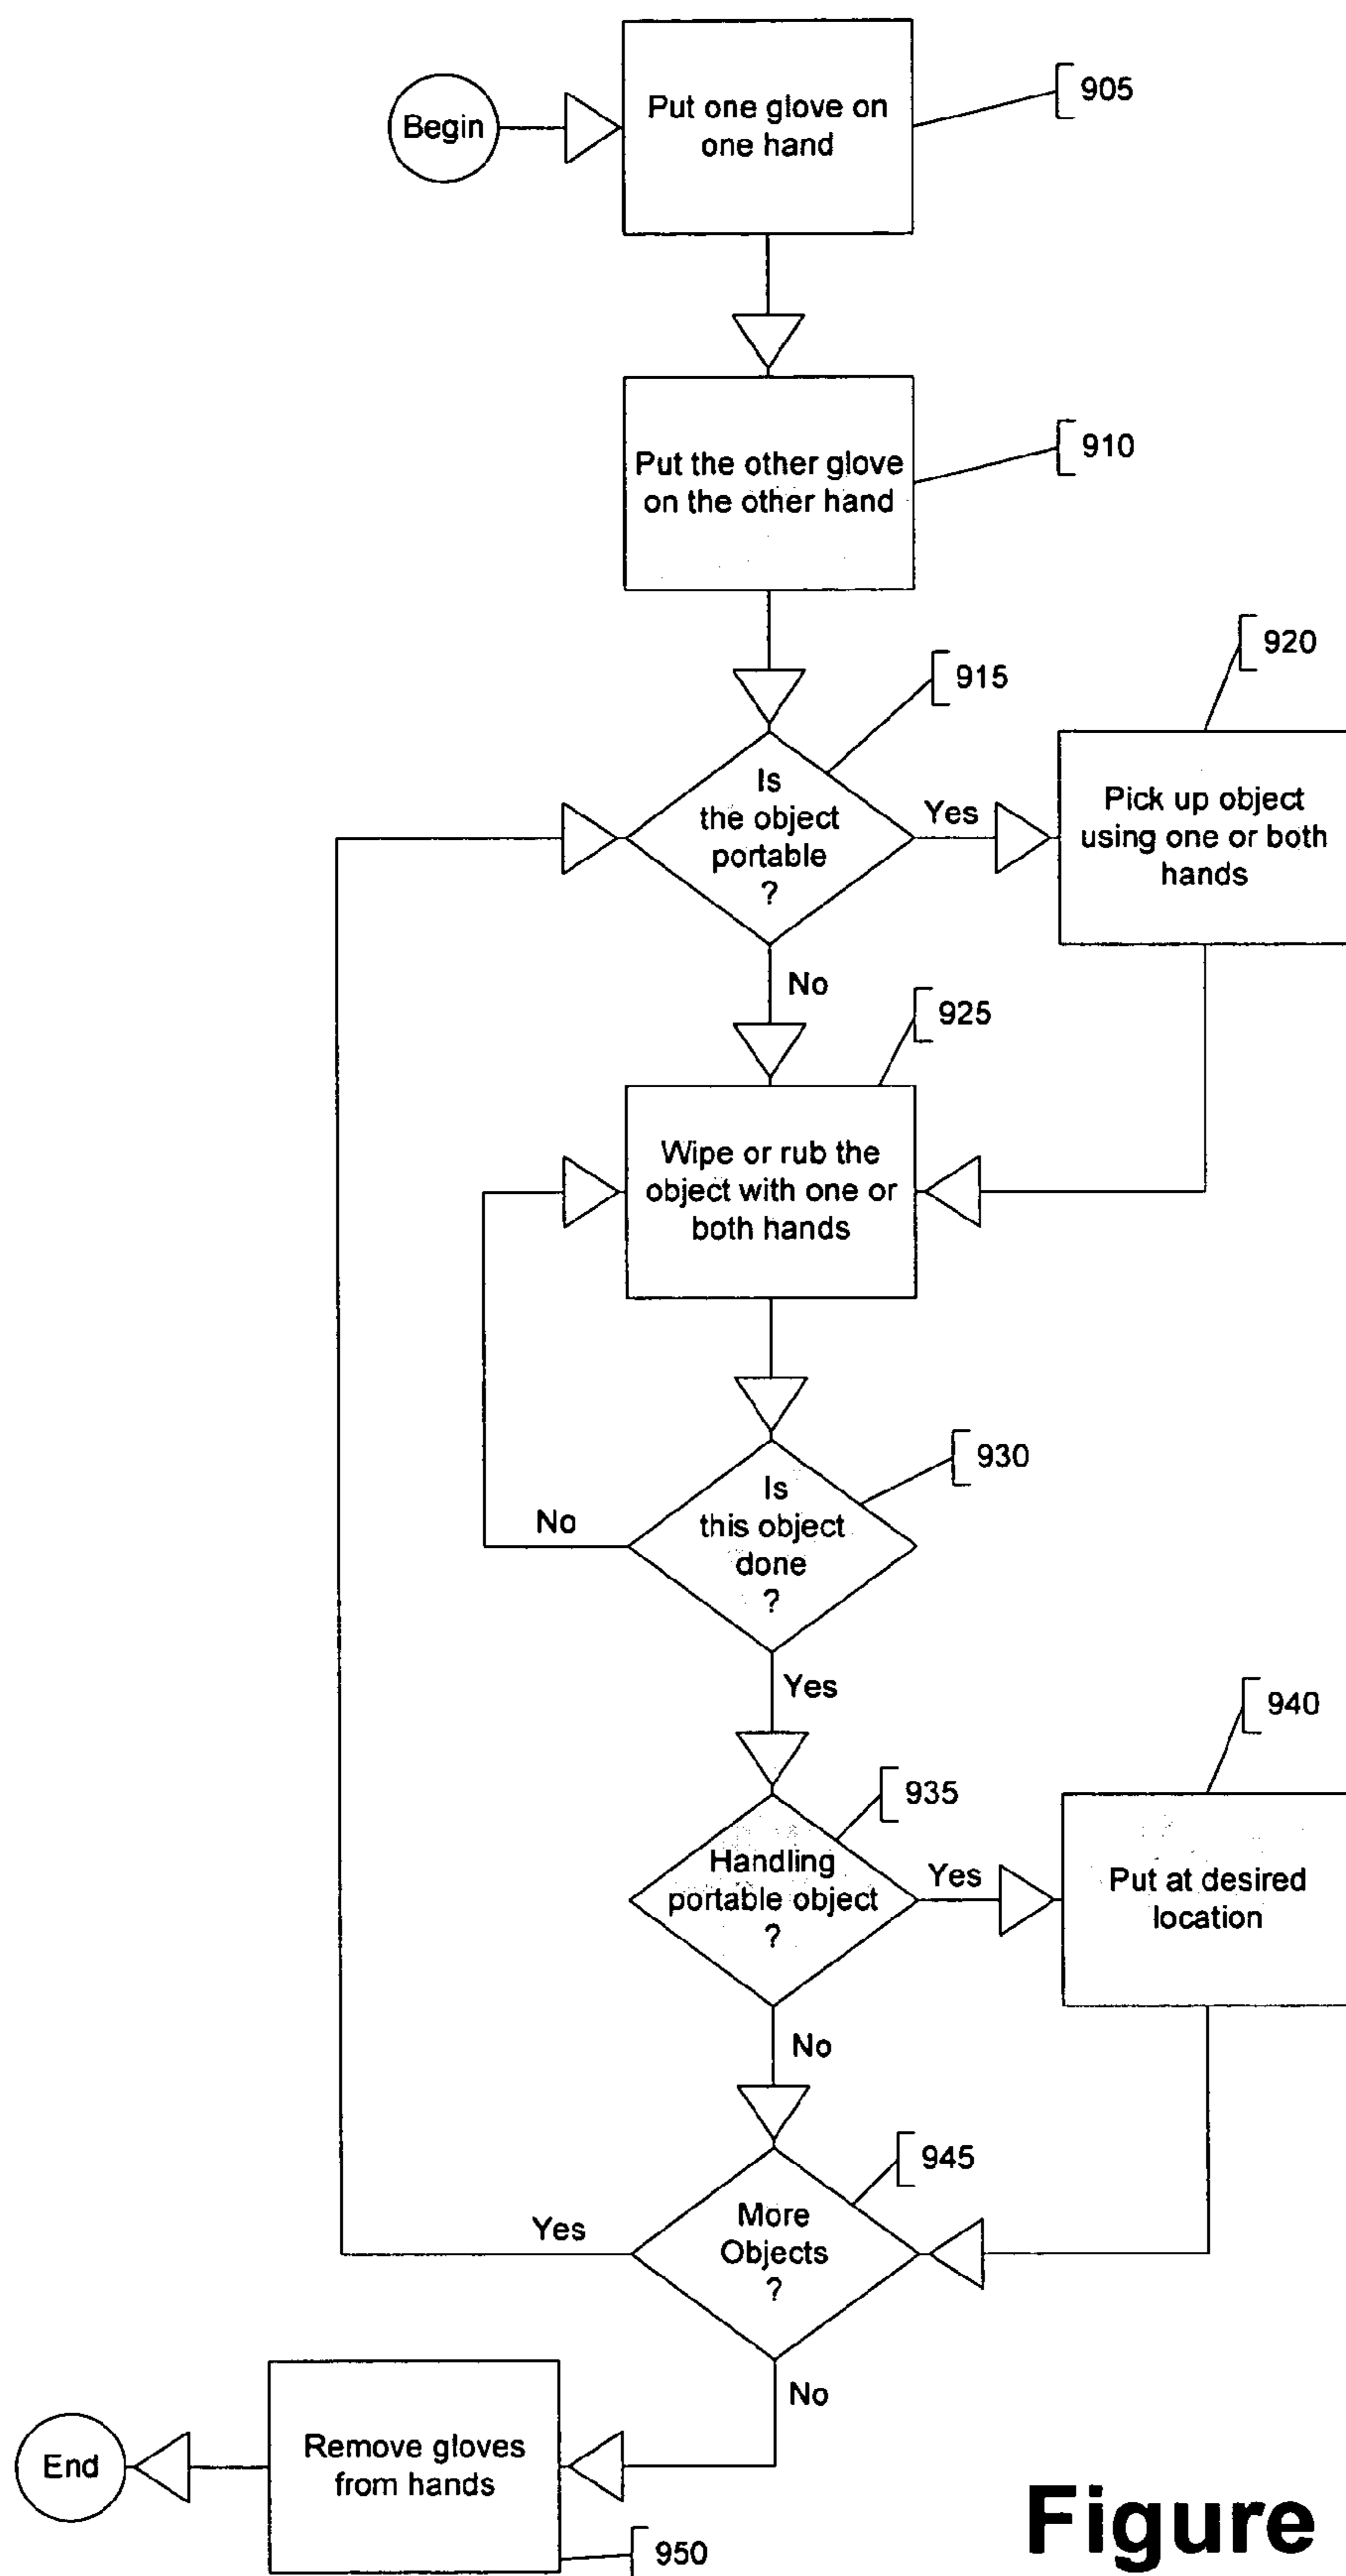 Begin
Put one glove on
one hand
905
Put the other glove
on the other hand
910
Is
the object
portable
?
915
Yes
Pick up object
using one or both
hands
920
No
Wipe or rub the
object with one or
both hands
925
Is
this object
done
?
930
No
Yes
Handling
portable object
?
935
Yes
Put at desired
location
940
No
More
Objects
?
945
Yes
No
Remove gloves
from hands
950
End
Figure